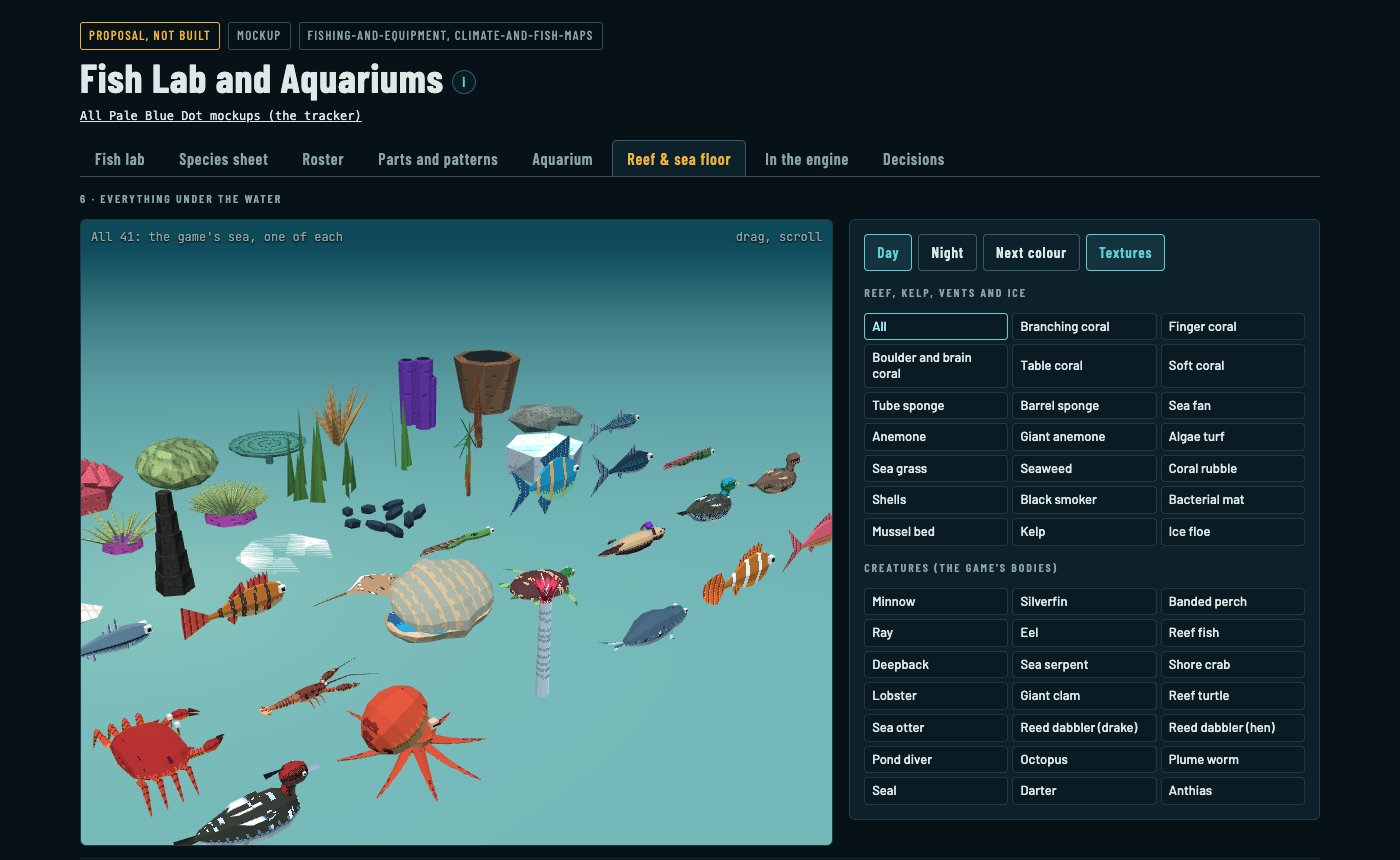 PROPOSAL, NOT BUILT
MOCKUP
FISHING-AND-EQUIPMENT, CLIMATE-AND-FISH-MAPS
Fish Lab and Aquariums i
All Pale Blue Dot mockups (the tracker)
Fish lab
Species sheet
Roster
Parts and patterns
Aquarium
Reef & sea floor
In the engine
Decisions
6 · EVERYTHING UNDER THE WATER
All 41: the game's sea, one of each
drag, scroll
Day
Night
Next colour
Textures
REEF, KELP, VENTS AND ICE
All
Branching coral
Finger coral
Boulder and brain
coral
Table coral
Soft coral
Tube sponge
Barrel sponge
Sea fan
Anemone
Giant anemone
Algae turf
Sea grass
Seaweed
Coral rubble
Shells
Black smoker
Bacterial mat
Mussel bed
Kelp
Ice floe
CREATURES (THE GAME'S BODIES)
Minnow
Silverfin
Banded perch
Ray
Eel
Reef fish
Deepback
Sea serpent
Shore crab
Lobster
Giant clam
Reef turtle
Sea otter
Reed dabbler (drake)
Reed dabbler (hen)
Pond diver
Octopus
Plume worm
Seal
Darter
Anthias